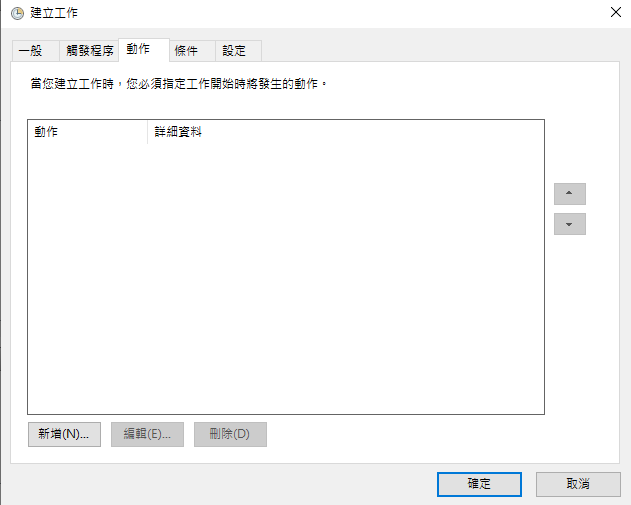 建立工作
一般 觸發程序 動作 條件 設定
當您建立工作時，您必須指定工作開始時將發生的動作。
動作 詳細資料
新增(N)... 編輯(E)... 刪除(D)
確定 取消